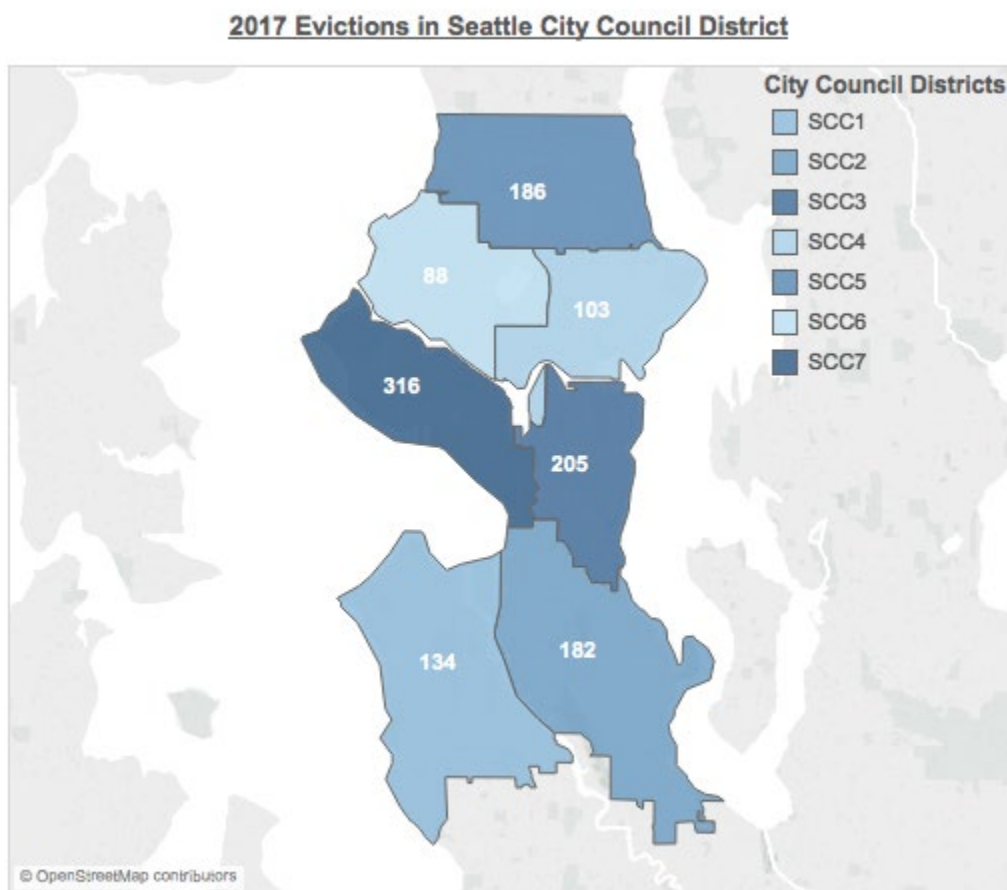 2017 Evictions in Seattle City Council District
City Council Districts
SCC1
SCC2
SCC3
SCC4
SCC5
SCC6
SCC7
186
88
103
316
205
134
182
© OpenStreetMap contributors